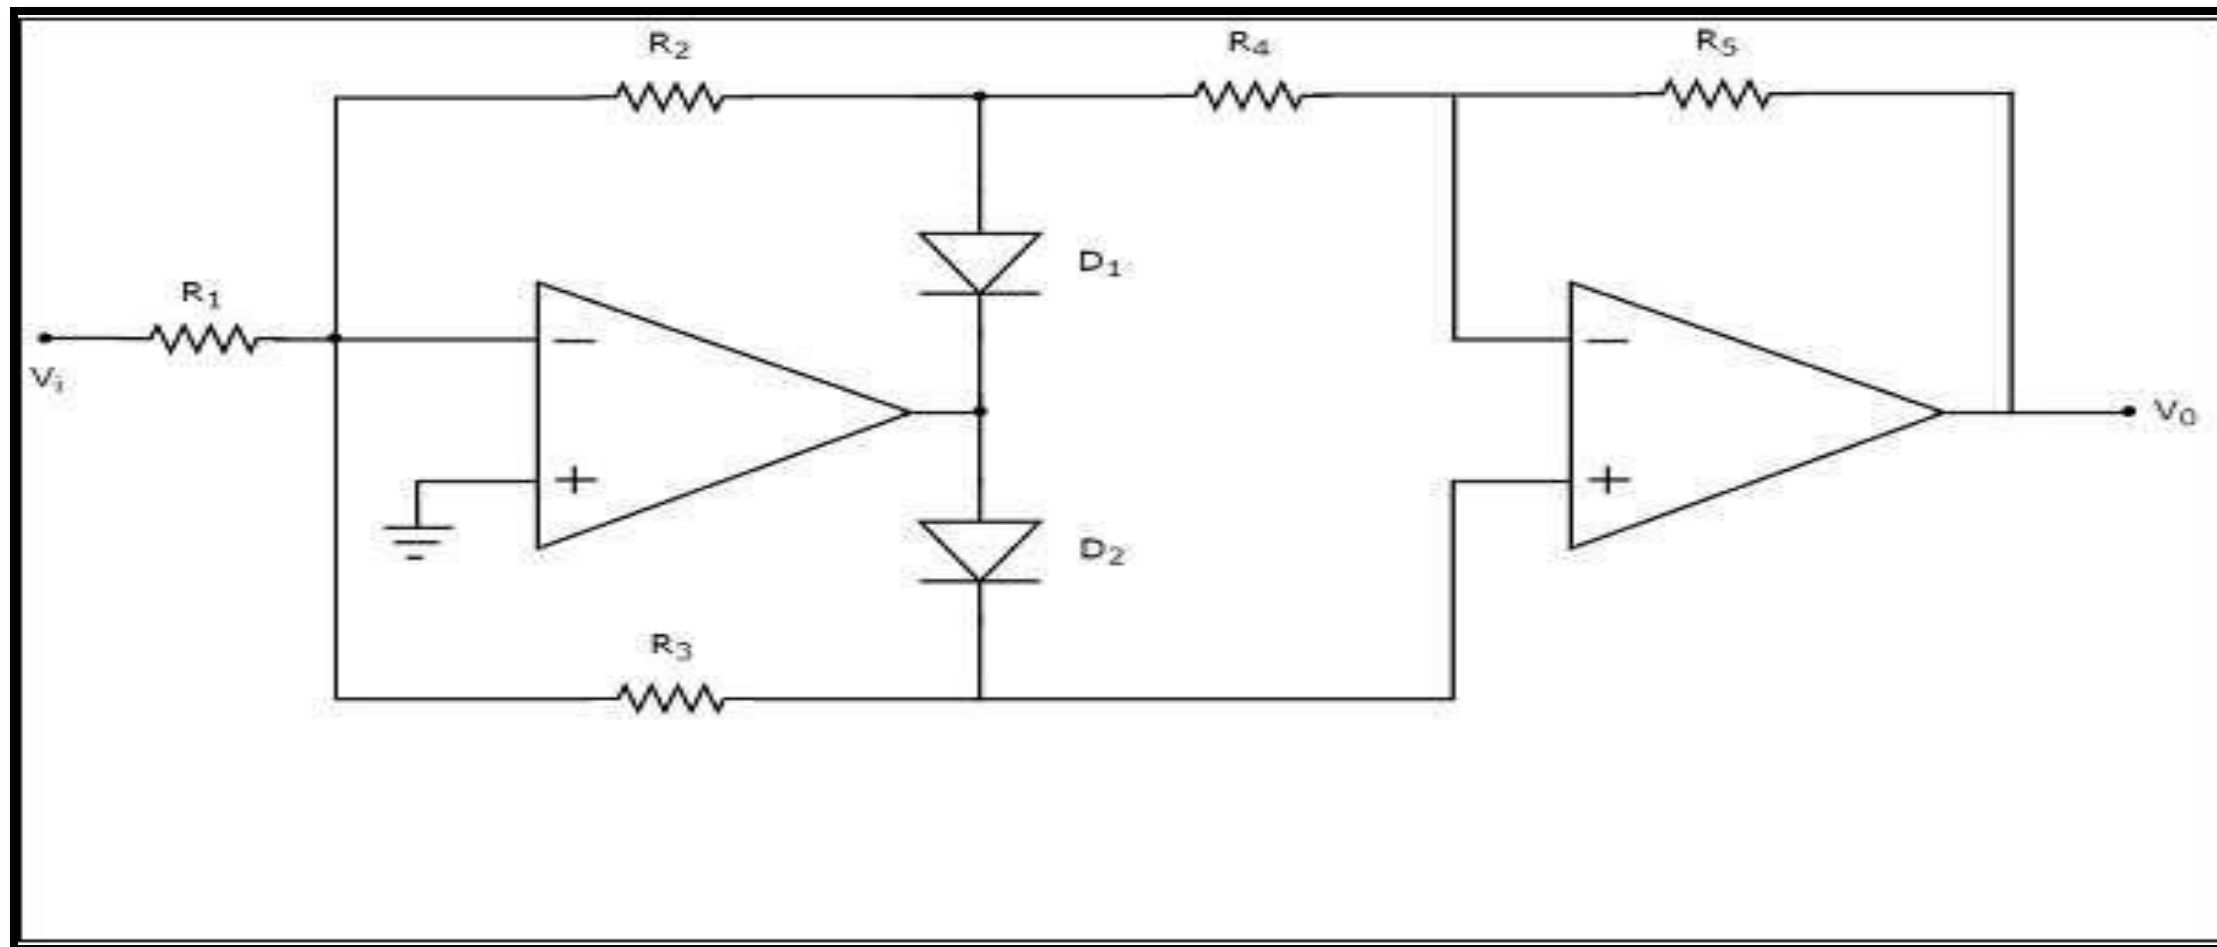 R₂ R₄ R₅
D₁
R₁
Vᵢ
V₀
D₂
R₃